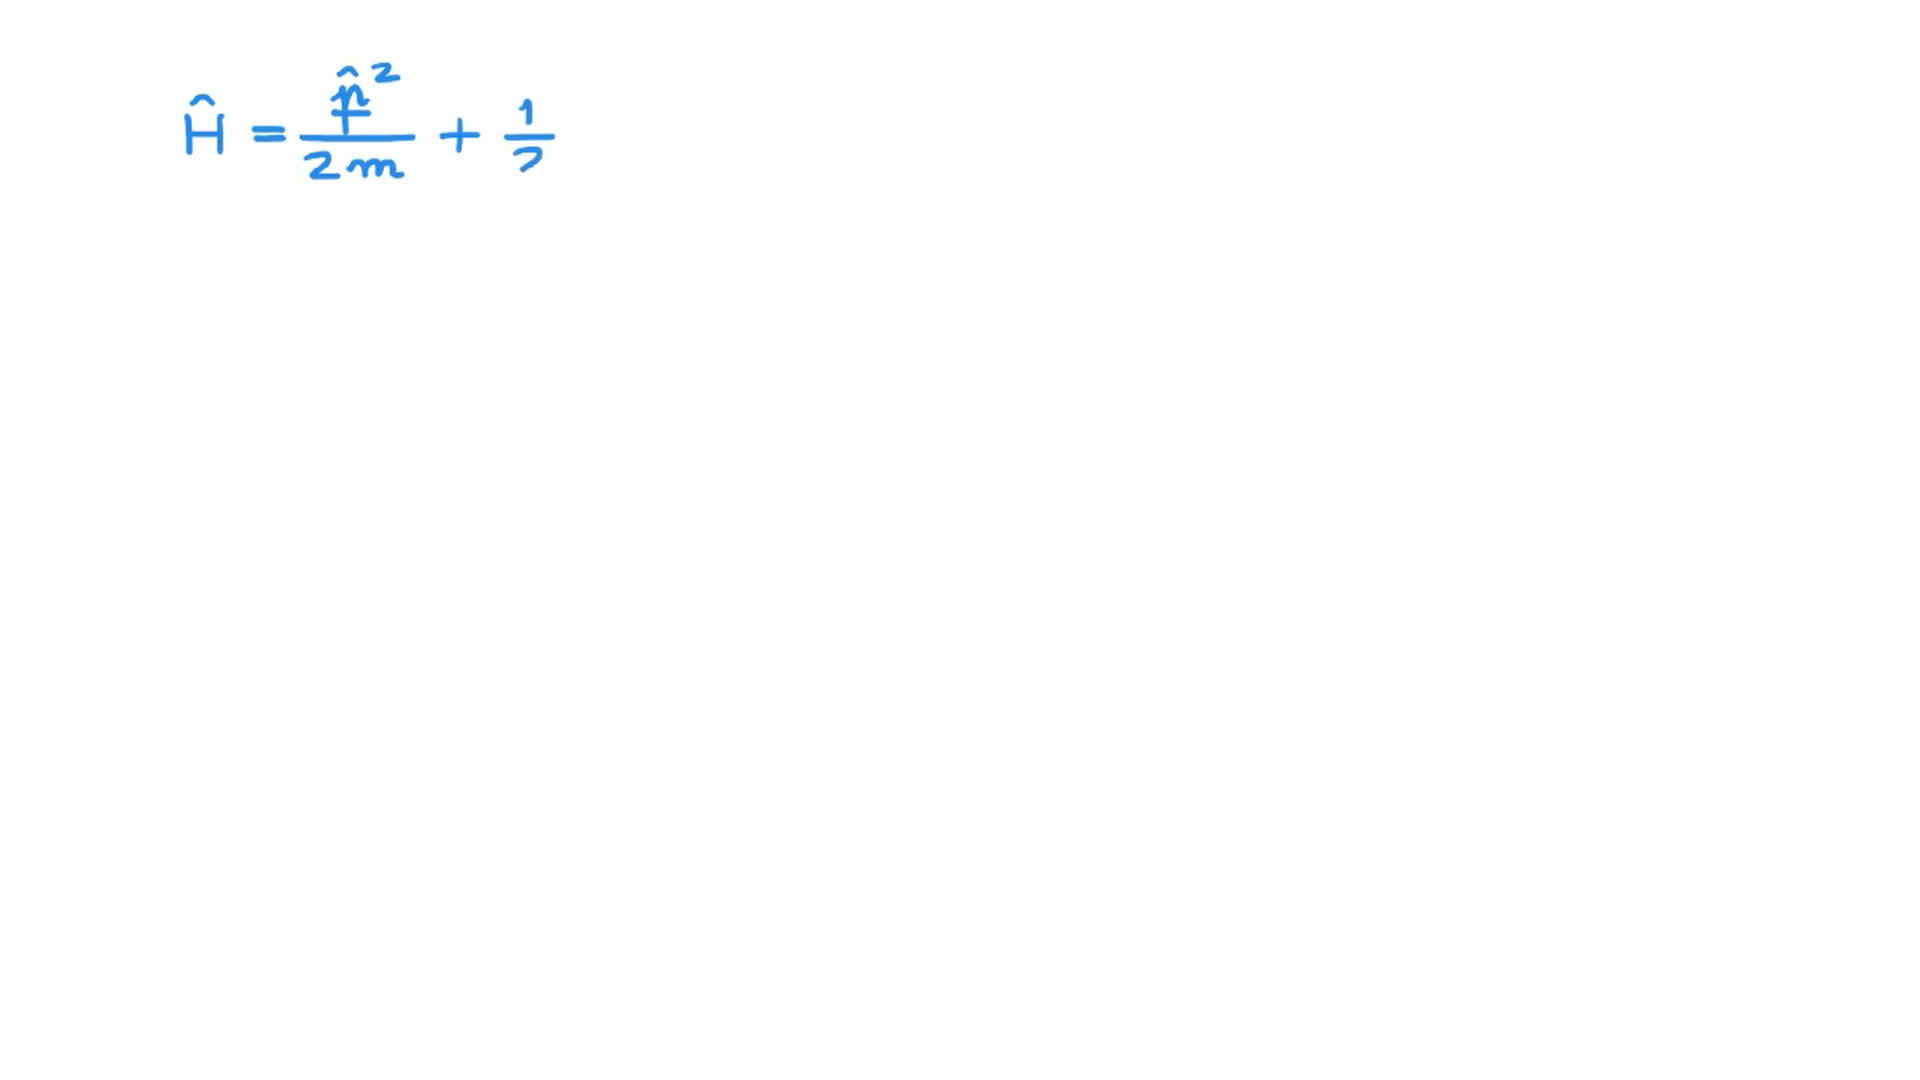 Ĥ = p̂²/2m + 1/2